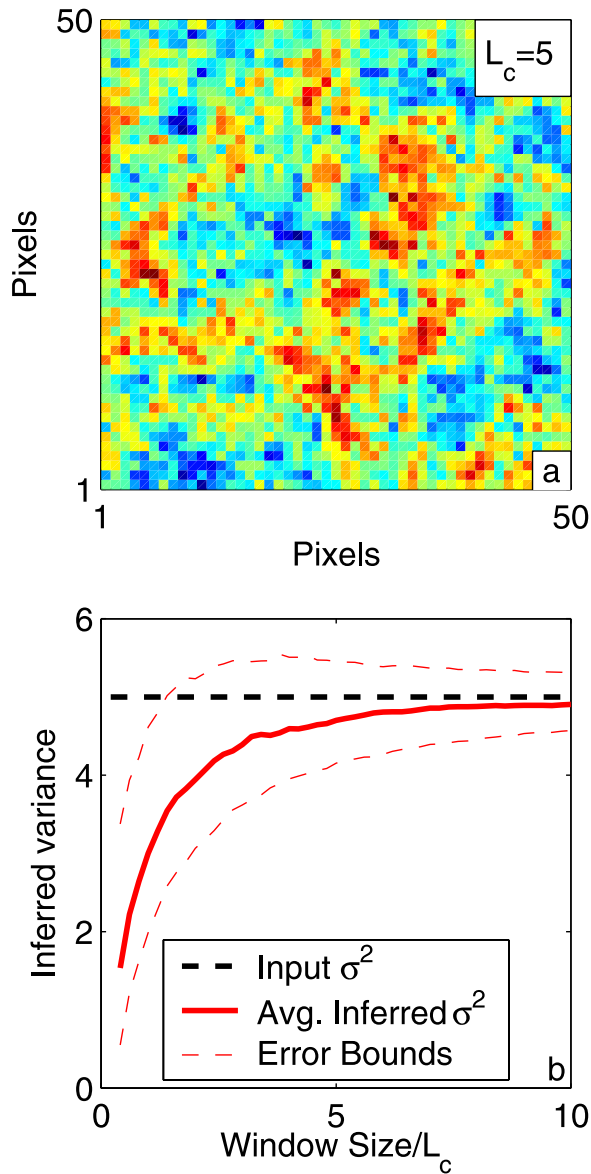 50
L_c=5
Pixels
a
1
1
50
Pixels
6
4
2
0
Inferred variance
Input σ²
Avg. Inferred σ²
Error Bounds
b
0
5
10
Window Size/L_c